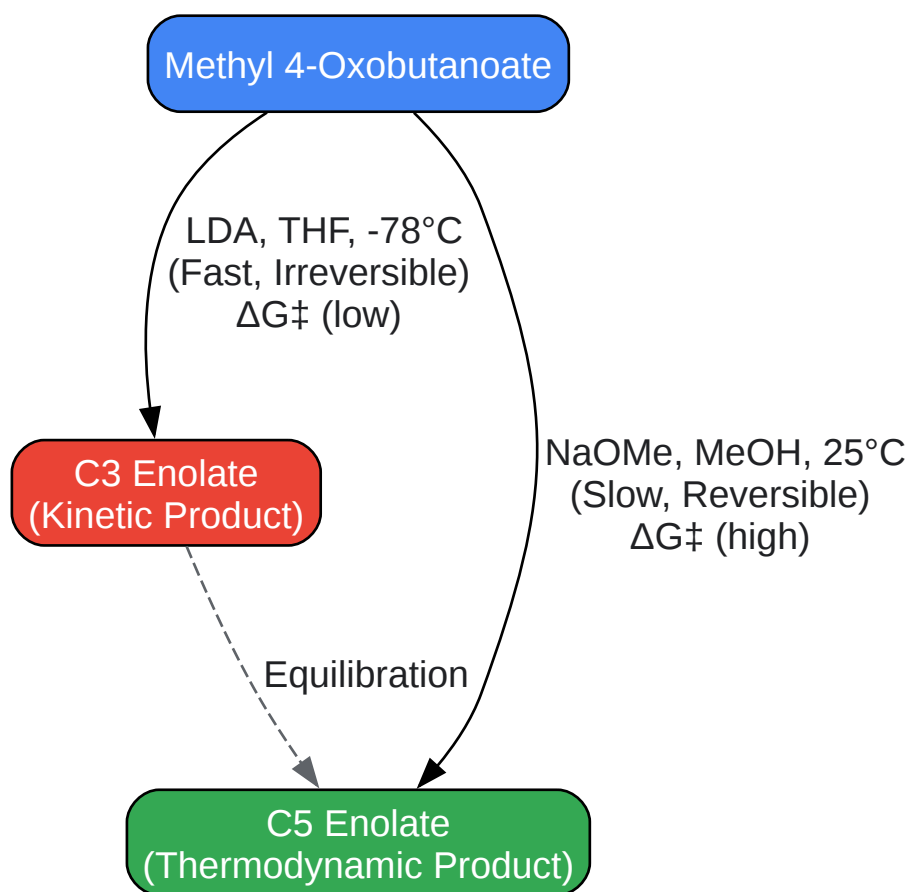 Methyl 4-Oxobutanoate
LDA, THF, -78°C
(Fast, Irreversible)
ΔG‡ (low)
NaOMe, MeOH, 25°C
(Slow, Reversible)
ΔG‡ (high)
C3 Enolate
(Kinetic Product)
Equilibration
C5 Enolate
(Thermodynamic Product)